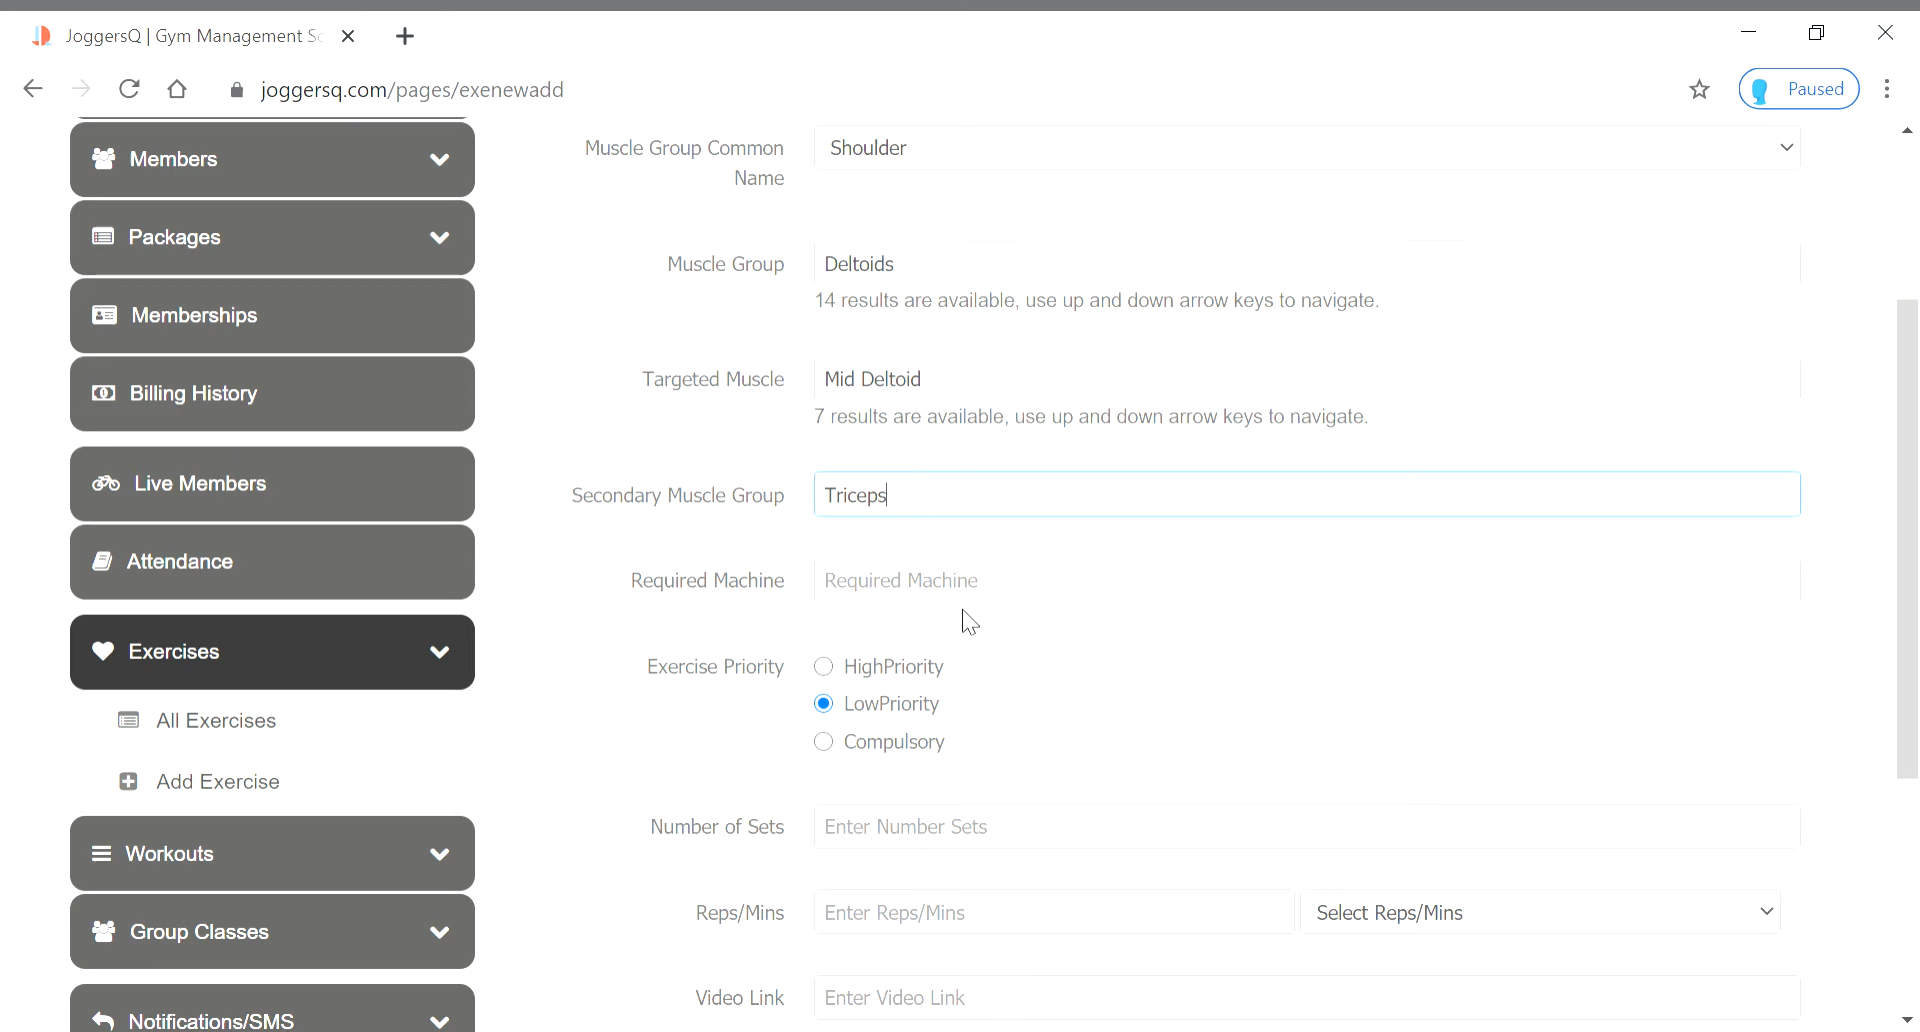 JoggersQ | Gym Management Sc
joggersq.com/pages/exenewadd
Paused
Members
Packages
Memberships
Billing History
Live Members
Attendance
Exercises
All Exercises
Add Exercise
Workouts
Group Classes
Notifications/SMS
Muscle Group Common
Name
Shoulder
Muscle Group
Deltoids
14 results are available, use up and down arrow keys to navigate.
Targeted Muscle
Mid Deltoid
7 results are available, use up and down arrow keys to navigate.
Secondary Muscle Group
Triceps
Required Machine
Required Machine
Exercise Priority
HighPriority
LowPriority
Compulsory
Number of Sets
Enter Number Sets
Reps/Mins
Enter Reps/Mins
Select Reps/Mins
Video Link
Enter Video Link